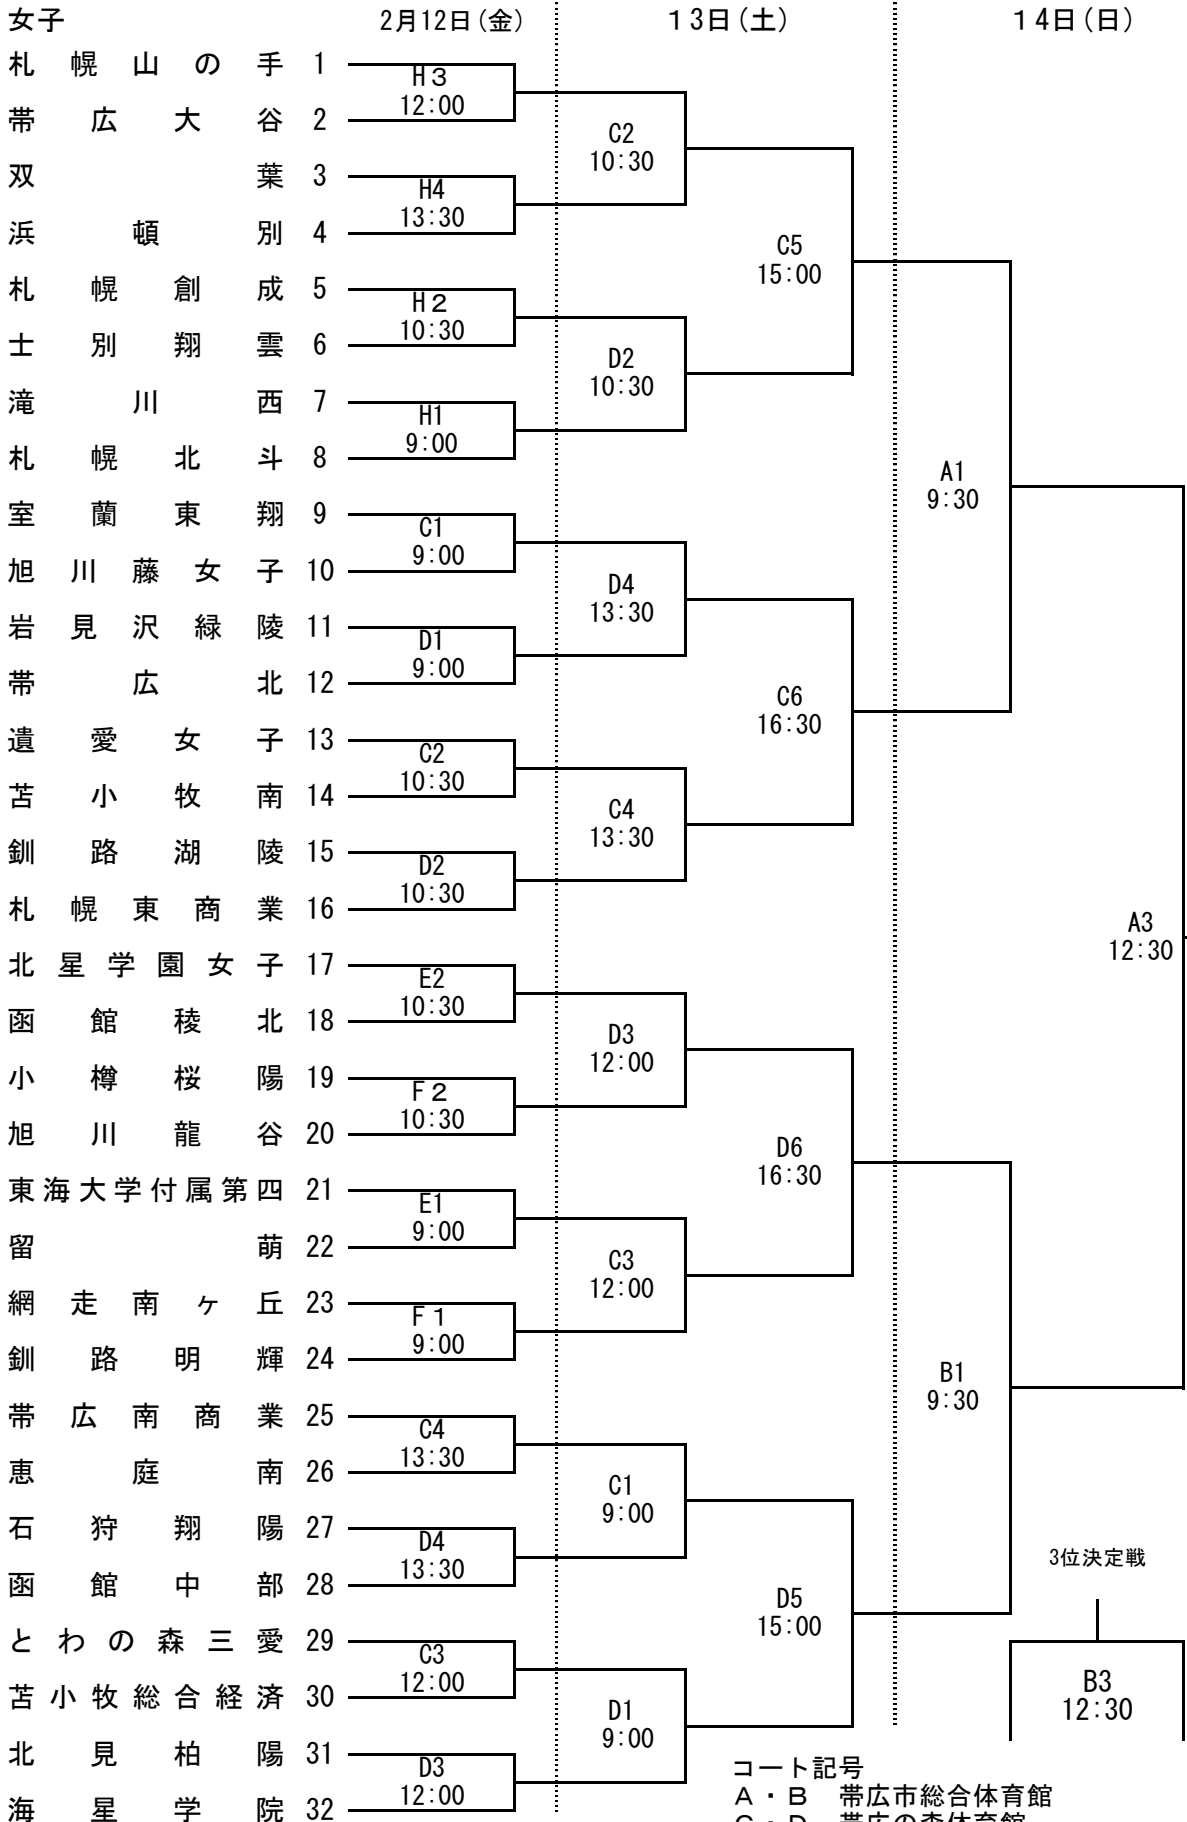 女子 2月12日(金) 13日(土) 14日(日)
札幌山の手 1
H3
12:00
帯広大谷 2
C2
10:30
双葉 3
H4
13:30
浜頓別 4
C5
15:00
札幌創成 5
H2
10:30
士別翔雲 6
D2
10:30
滝川西 7
H1
9:00
札幌北斗 8
A1
9:30
室蘭東翔 9
C1
9:00
旭川藤女子 10
D4
13:30
岩見沢緑陵 11
D1
9:00
帯広北 12
C6
16:30
遺愛女子 13
C2
10:30
苫小牧南 14
C4
13:30
釧路湖陵 15
D2
10:30
札幌東商業 16
A3
12:30
北星学園女子 17
E2
10:30
函館稜北 18
D3
12:00
小樽桜陽 19
F2
10:30
旭川龍谷 20
D6
16:30
東海大学付属第四 21
E1
9:00
留萌 22
C3
12:00
網走南ヶ丘 23
F1
9:00
釧路明輝 24
B1
9:30
帯広南商業 25
C4
13:30
恵庭南 26
C1
9:00
石狩翔陽 27
D4
13:30
3位決定戦
函館中部 28
D5
15:00
とわの森三愛 29
C3
12:00
B3
12:30
苫小牧総合経済 30
D1
9:00
北見柏陽 31
D3
12:00
海星学院 32
コート記号
A・B 帯広市総合体育館
C・D 帯広の森体育館